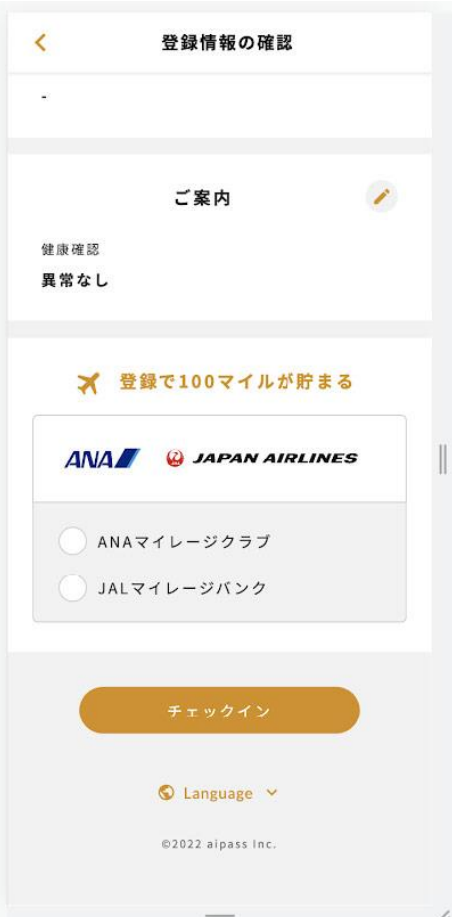 登録情報の確認
-
ご案内
健康確認
異常なし
登録で100マイルが貯まる
ANA JAL JAPAN AIRLINES
ANAマイレージクラブ
JALマイレージバンク
チェックイン
Language
©2022 aipass Inc.